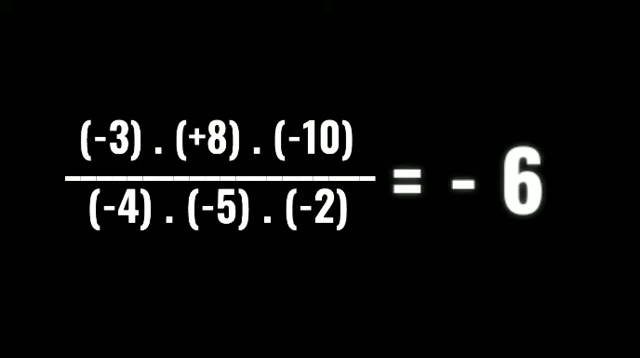 (-3) . (+8) . (-10)
(-4) . (-5) . (-2)
= - 6